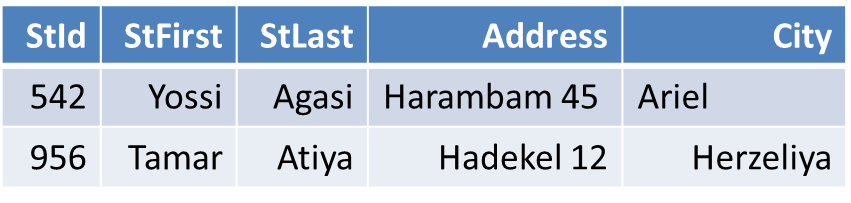 StId StFirst StLast Address City
542 Yossi Agasi Harambam 45 Ariel
956 Tamar Atiya Hadekel 12 Herzeliya